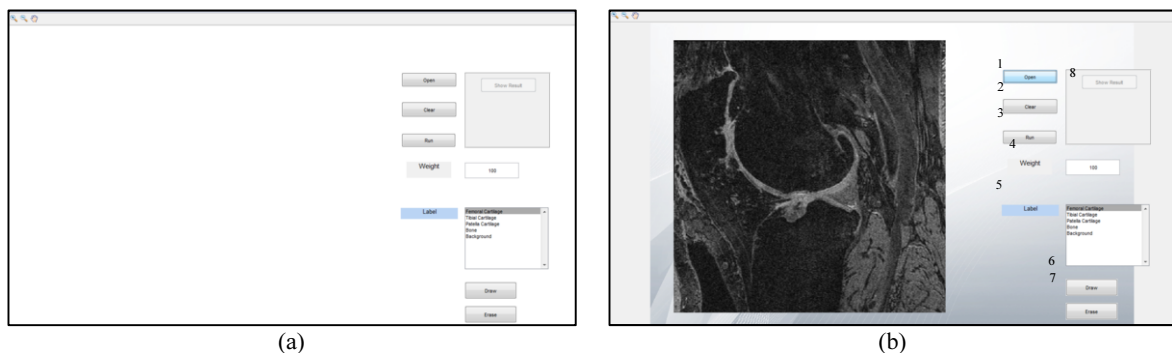 Open
Show Result
Clear
Run
Weight
100
Label
Femoral Cartilage
Tibial Cartilage
Patella Cartilage
Bone
Background
Draw
Erase
(a)
1
Open
8
Show Result
2
Clear
3
Run
4
Weight
100
5
Label
Femoral Cartilage
Tibial Cartilage
Patella Cartilage
Bone
Background
6
Draw
7
Erase
(b)